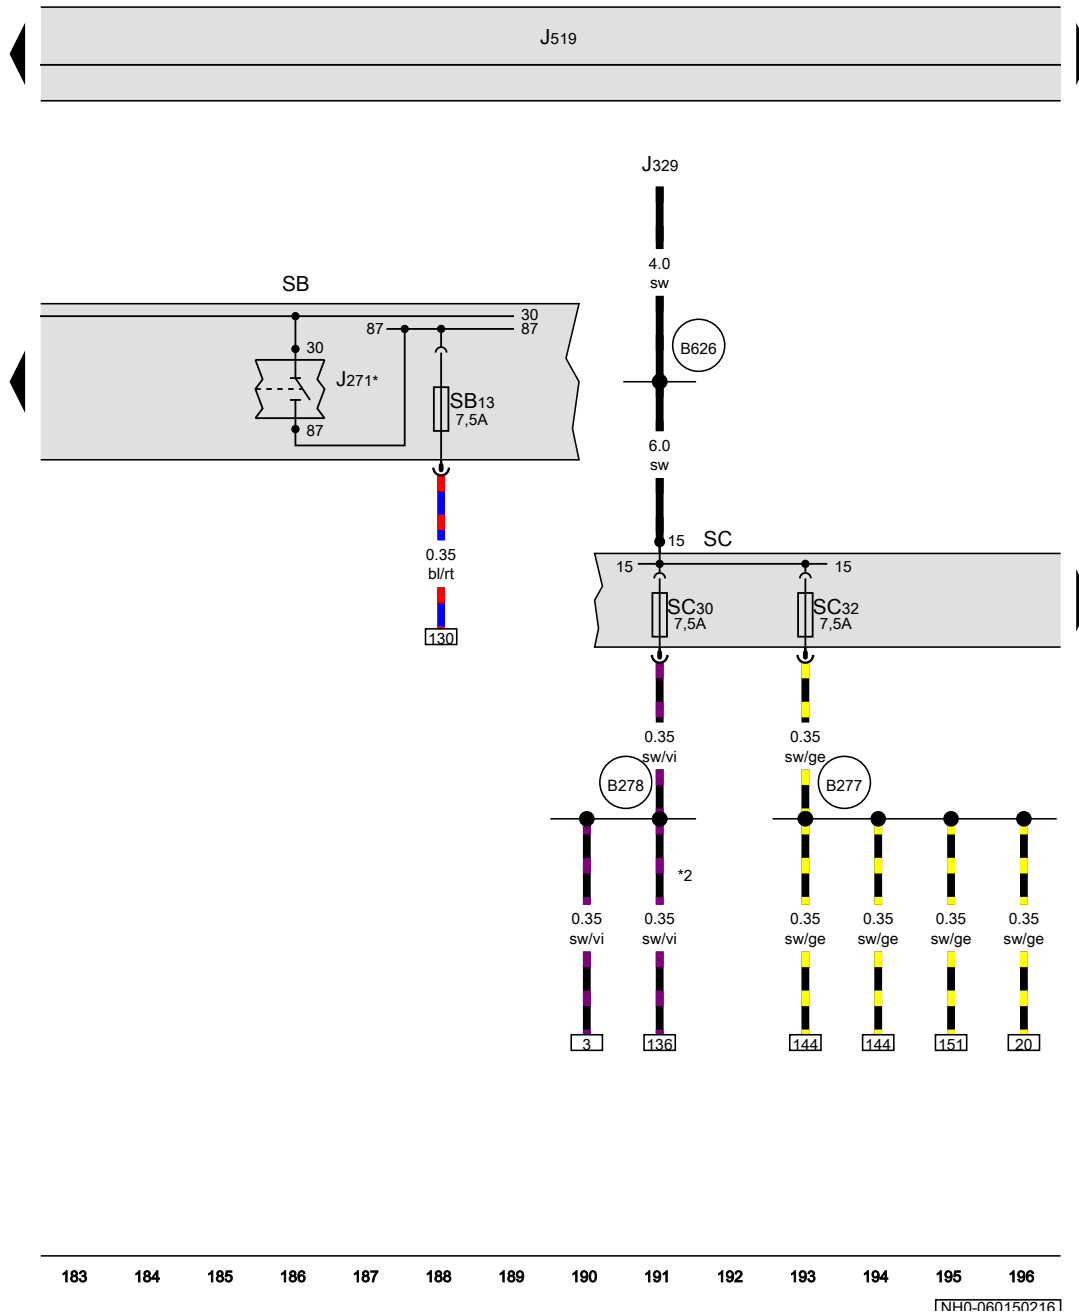 J519
J329
4.0
sw
B626
SB
30
87 87
30
J271*
SB13
7,5A
87
6.0
sw
0.35
bl/rt
130
15 SC
15 15
SC30
7,5A
SC32
7,5A
0.35
sw/vi
0.35
sw/ge
B278
B277
*2
0.35 0.35 0.35 0.35 0.35 0.35
sw/vi sw/vi sw/ge sw/ge sw/ge sw/ge
3 136 144 144 151 20
183 184 185 186 187 188 189 190 191 192 193 194 195 196
NH0-060150216